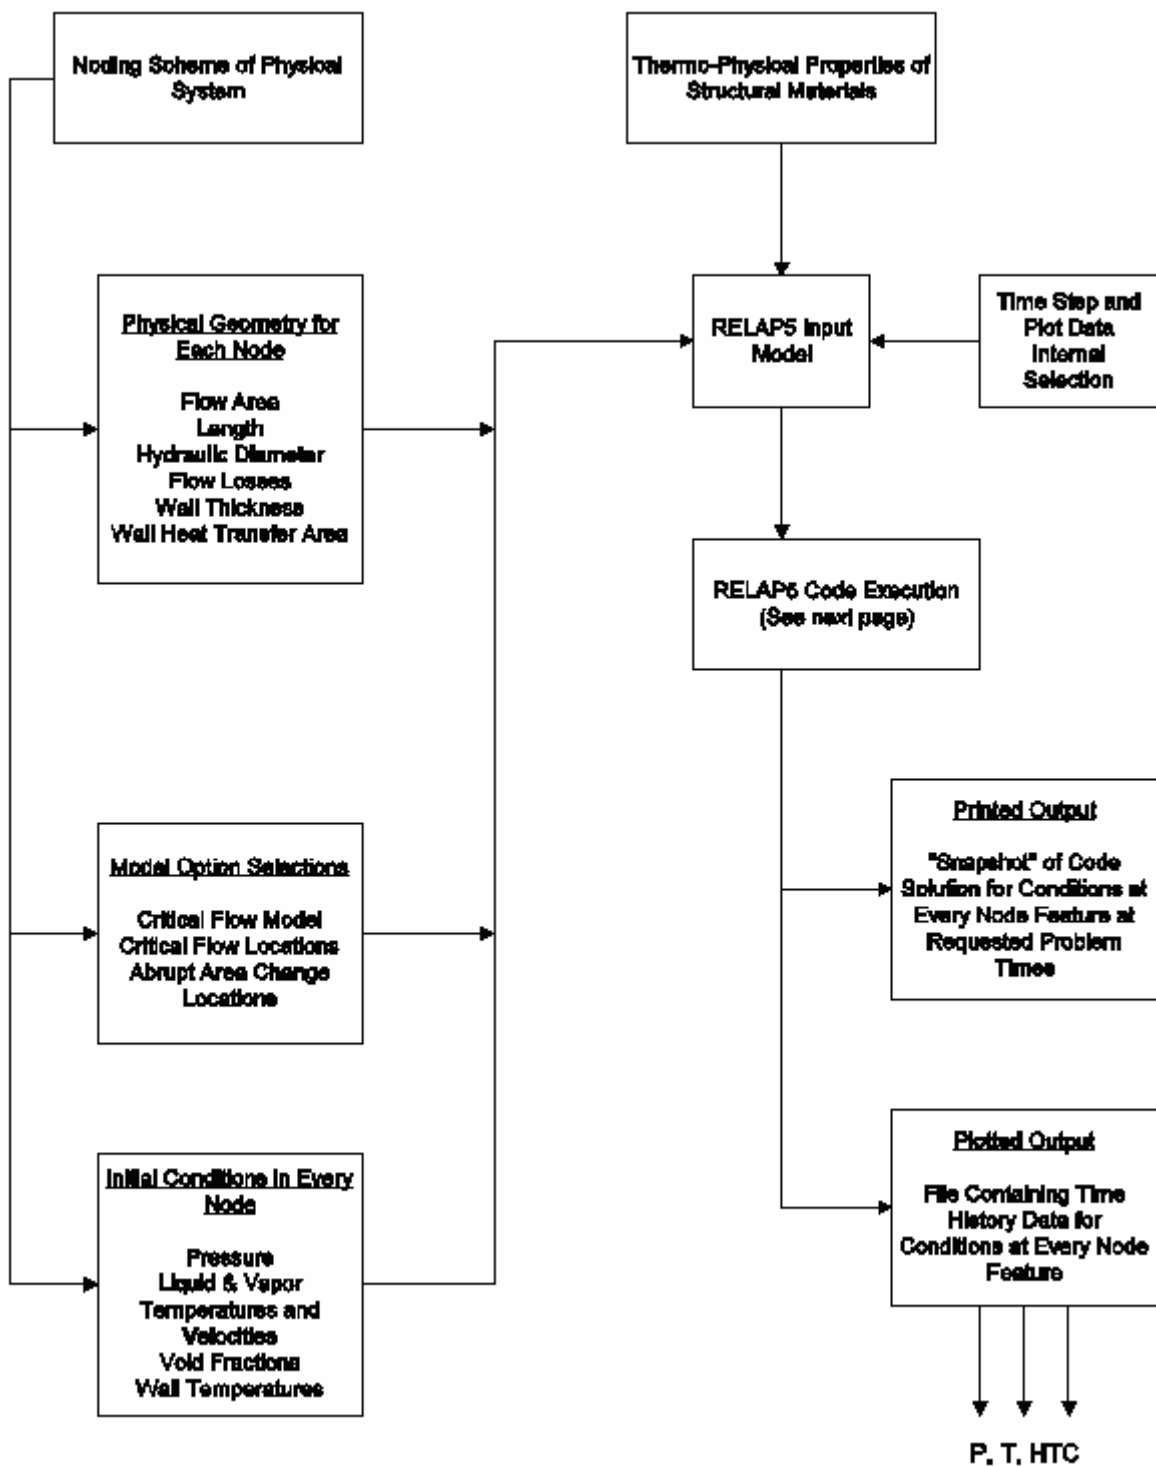 Noding Scheme of Physical
System
Thermo-Physical Properties of
Structural Materials
Physical Geometry for
Each Node
Flow Area
Length
Hydraulic Diameter
Flow Losses
Wall Thickness
Wall Heat Transfer Area
RELAP5 Input
Model
Time Step and
Plot Data
Internal
Selection
RELAP5 Code Execution
(See next page)
Model Option Selections
Critical Flow Model
Critical Flow Locations
Abrupt Area Change
Locations
Printed Output
"Snapshot" of Code
Solution for Conditions at
Every Node Feature at
Requested Problem
Times
Initial Conditions in Every
Node
Pressure
Liquid & Vapor
Temperatures and
Velocities
Void Fractions
Wall Temperatures
Plotted Output
File Containing Time
History Data for
Conditions at Every Node
Feature
P, T, HTC